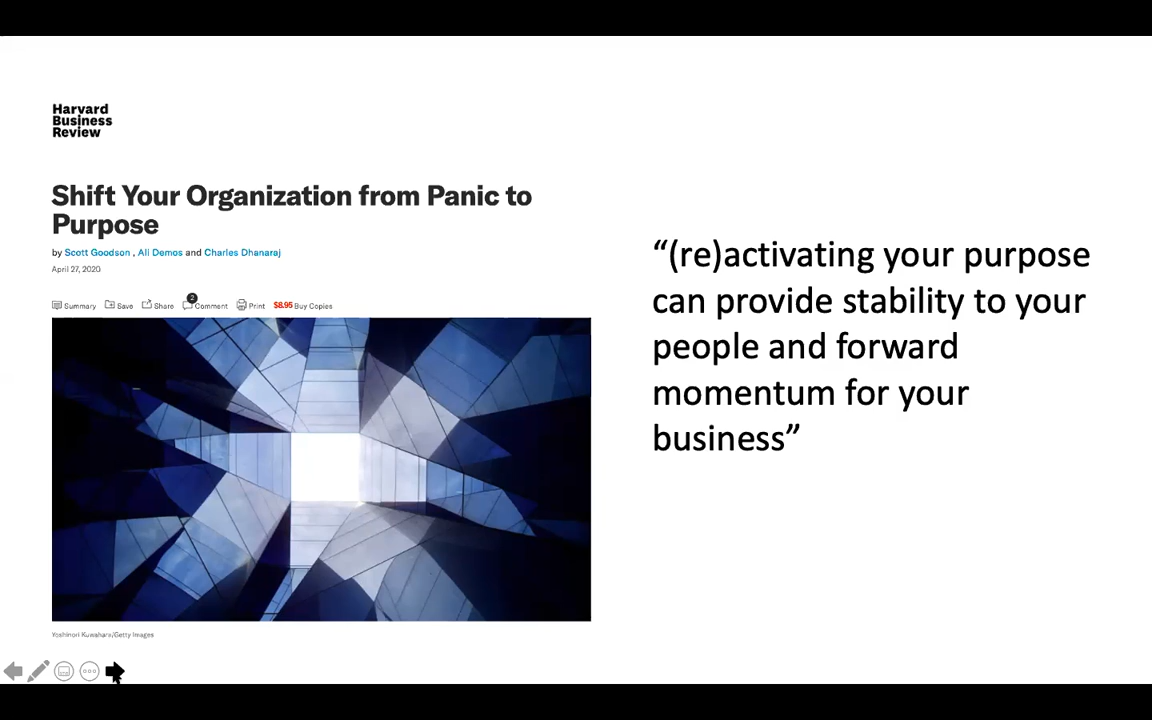 Harvard
Business
Review
Shift Your Organization from Panic to
Purpose
by Scott Goodson , Ali Demos and Charles Dhanaraj
April 27, 2020
Summary Save Share 2 Comment Print $8.95 Buy Copies
Yoshinori Kuwahara/Getty Images
“(re)activating your purpose
can provide stability to your
people and forward
momentum for your
business”